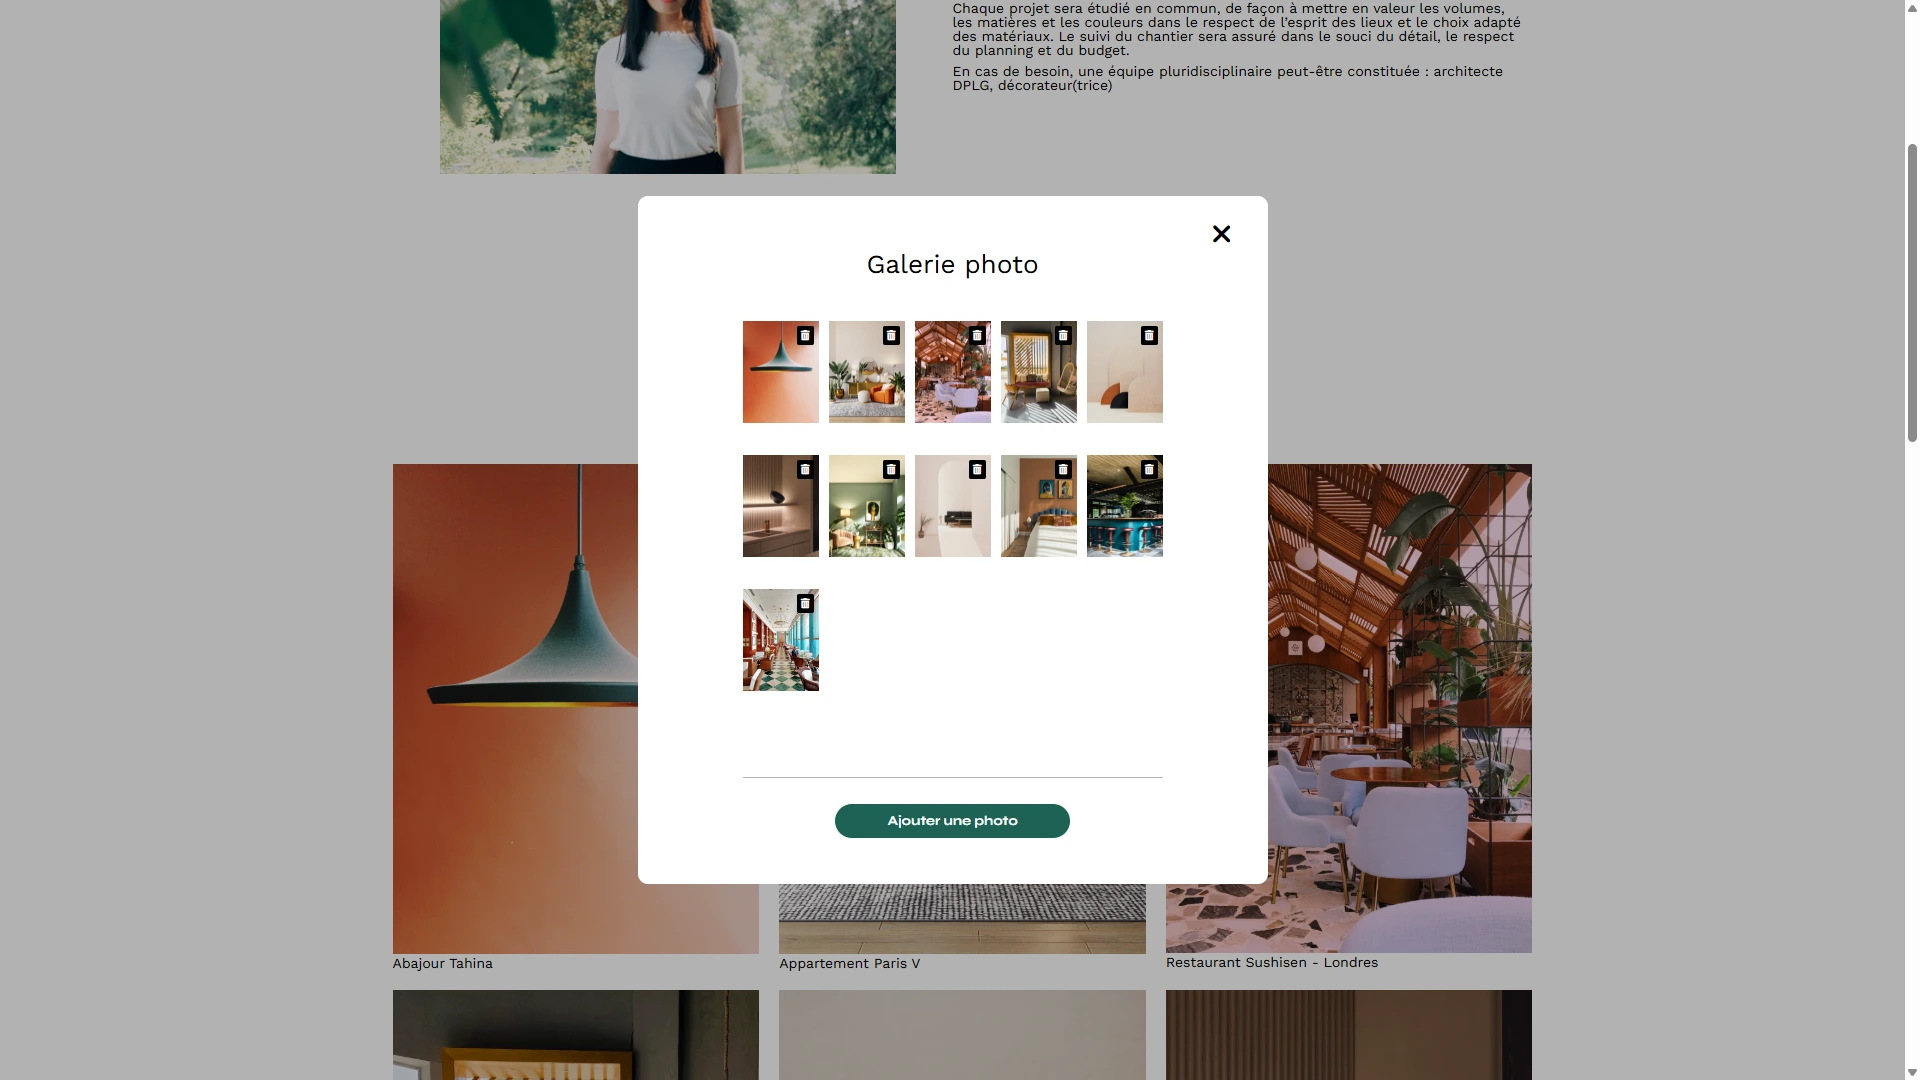 Chaque projet sera étudié en commun, de façon à mettre en valeur les volumes,
les matières et les couleurs dans le respect de l'esprit des lieux et le choix adapté
des matériaux. Le suivi du chantier sera assuré dans le souci du détail, le respect
du planning et du budget.
En cas de besoin, une équipe pluridisciplinaire peut-être constituée : architecte
DPLG, décorateur(trice)
Galerie photo
Ajouter une photo
Abajour Tahina
Appartement Paris V
Restaurant Sushisen - Londres